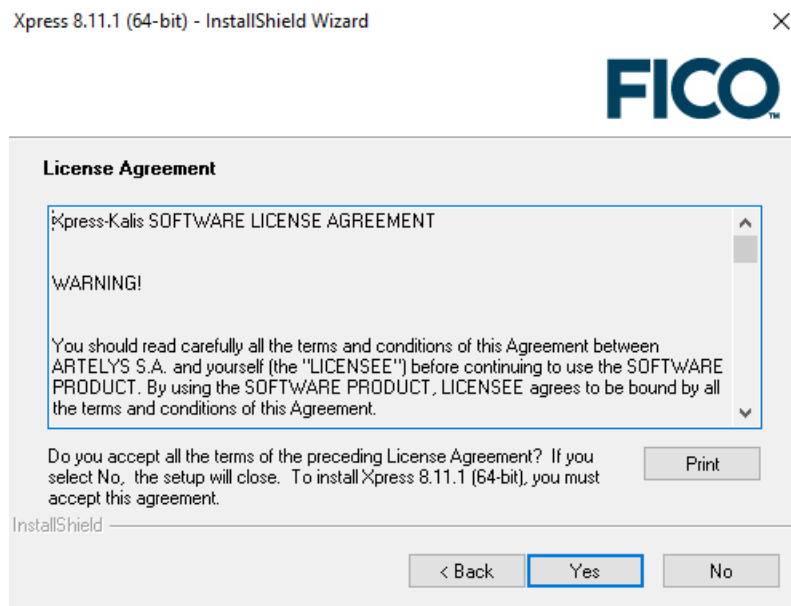 Xpress 8.11.1 (64-bit) - InstallShield Wizard
FICO™
License Agreement
Xpress-Kalis SOFTWARE LICENSE AGREEMENT
WARNING!
You should read carefully all the terms and conditions of this Agreement between
ARTELYS S.A. and yourself (the "LICENSEE") before continuing to use the SOFTWARE
PRODUCT. By using the SOFTWARE PRODUCT, LICENSEE agrees to be bound by all
the terms and conditions of this Agreement.
Do you accept all the terms of the preceding License Agreement? If you
select No, the setup will close. To install Xpress 8.11.1 (64-bit), you must
accept this agreement.
Print
InstallShield
< Back
Yes
No